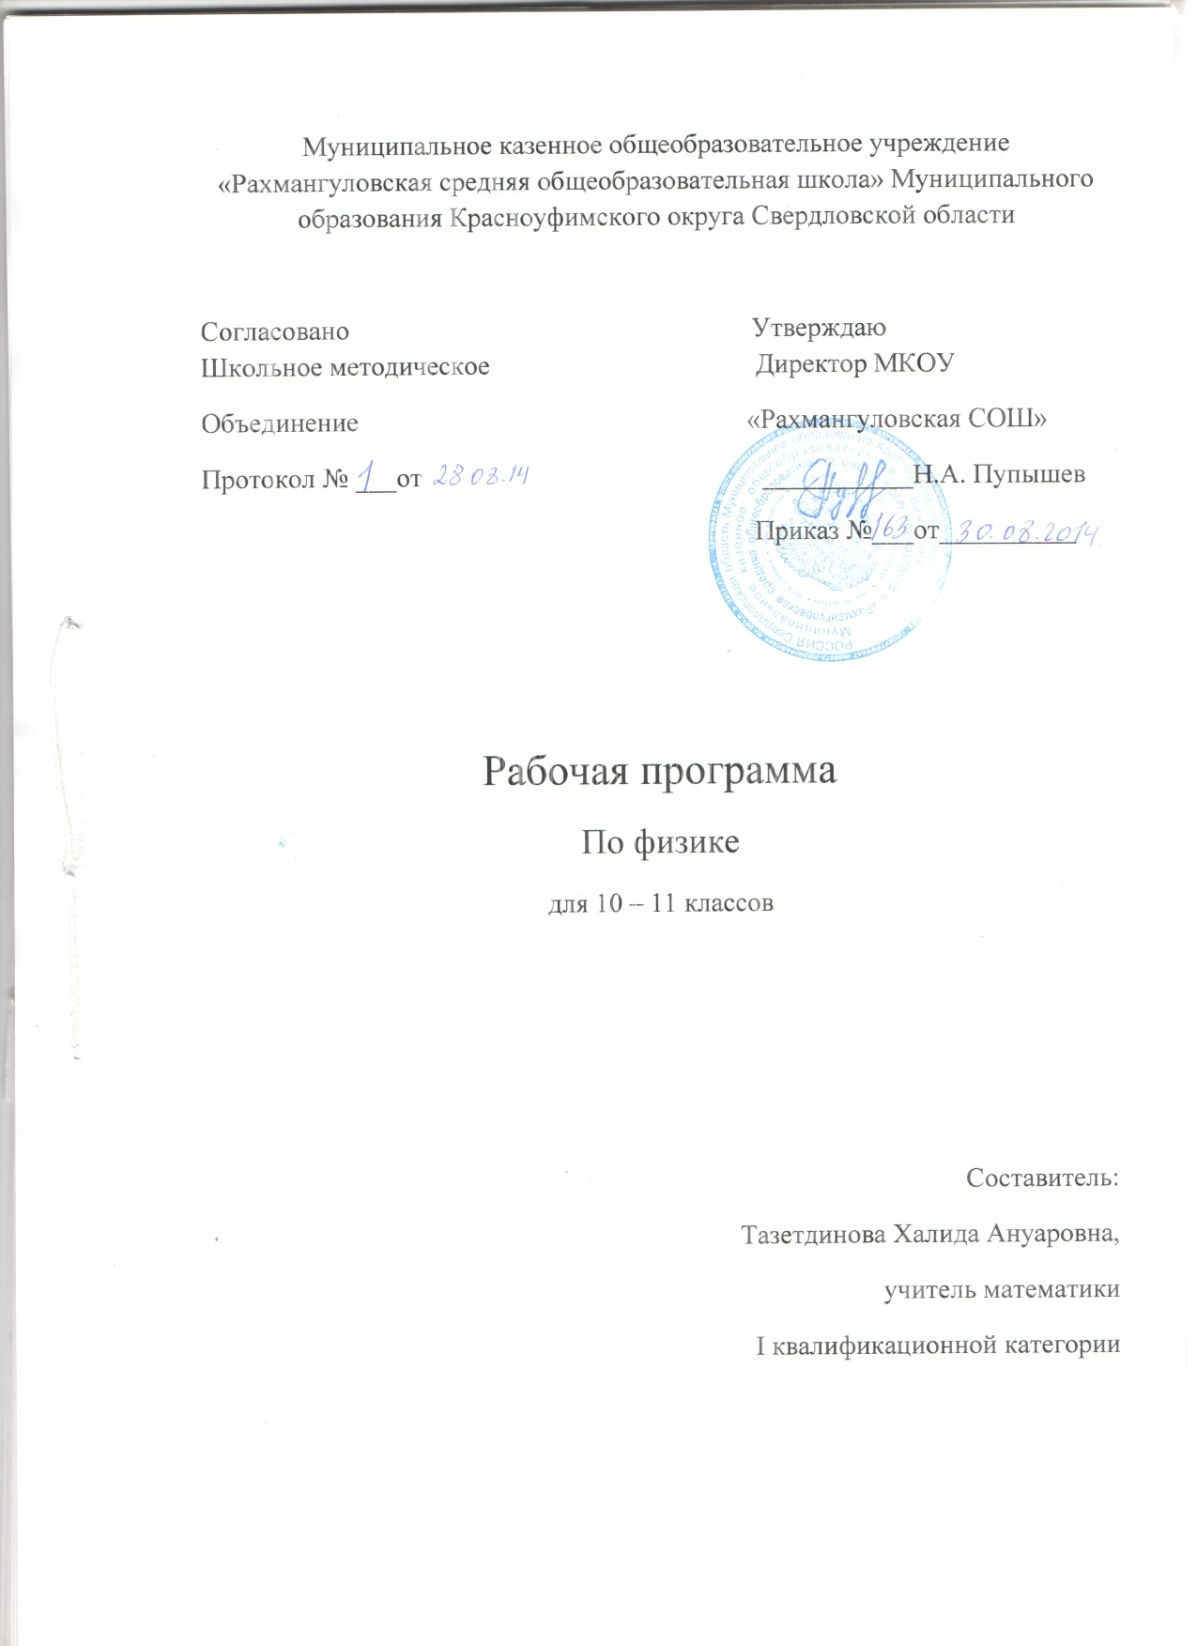 Муниципальное казенное общеобразовательное учреждение
«Рахмангуловская средняя общеобразовательная школа» Муниципального
образования Красноуфимского округа Свердловской области
Согласовано
Школьное методическое
Объединение
Протокол № 1 от 28.08.14
Утверждаю
Директор МКОУ
«Рахмангуловская СОШ»
Н.А. Пупышев
Приказ № 163 от 30.08.2014
Рабочая программа
По физике
для 10 – 11 классов
Составитель:
Тазетдинова Халида Ануаровна,
учитель математики
I квалификационной категории